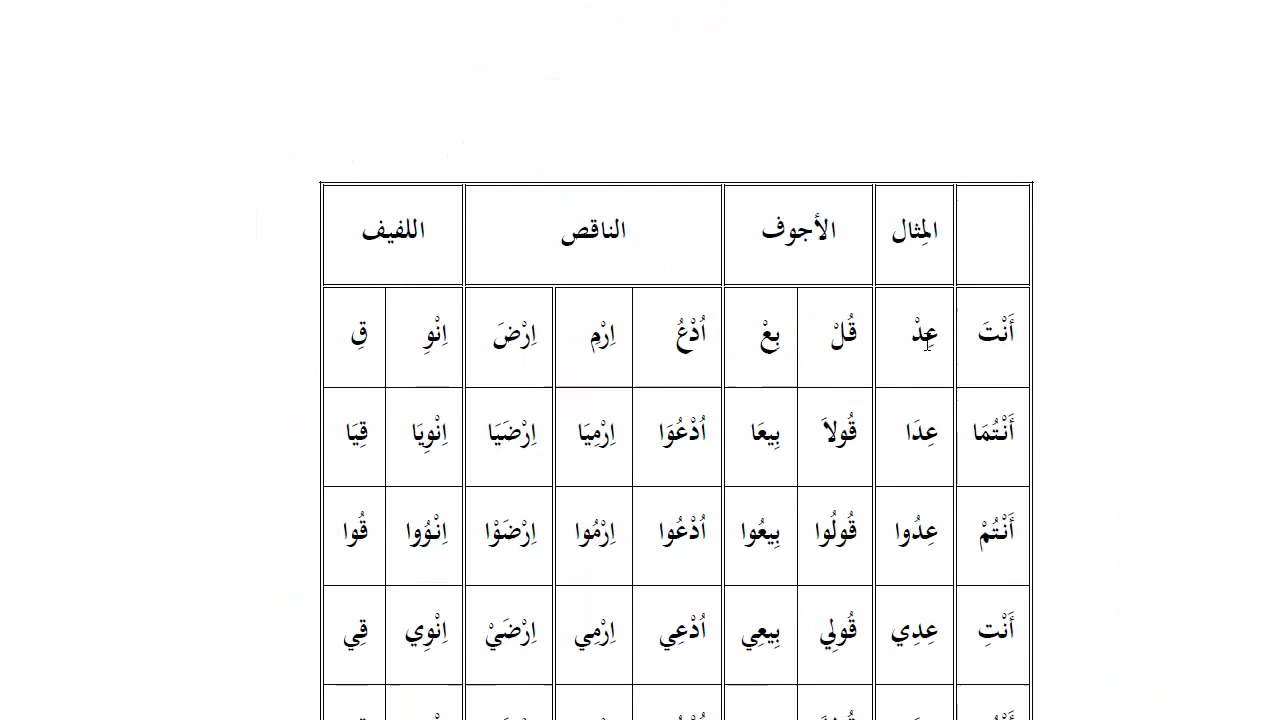 المِثال الأجوف الناقص اللفيف
أَنْتَ عِدْ قُلْ بِعْ اُدْعُ اِرْمِ اِرْضَ اِنْوِ قِ
أَنْتُمَا عِدَا قُولاَ بِيعَا اُدْعُوَا اِرْمِيَا اِرْضَيَا اِنْوِيَا قِيَا
أَنْتُمْ عِدُوا قُولُوا بِيعُوا اُدْعُوا اِرْمُوا اِرْضَوْا اِنْوُوا قُوا
أَنْتِ عِدِي قُولِي بِيعِي اُدْعِي اِرْمِي اِرْضَيْ اِنْوِي قِي